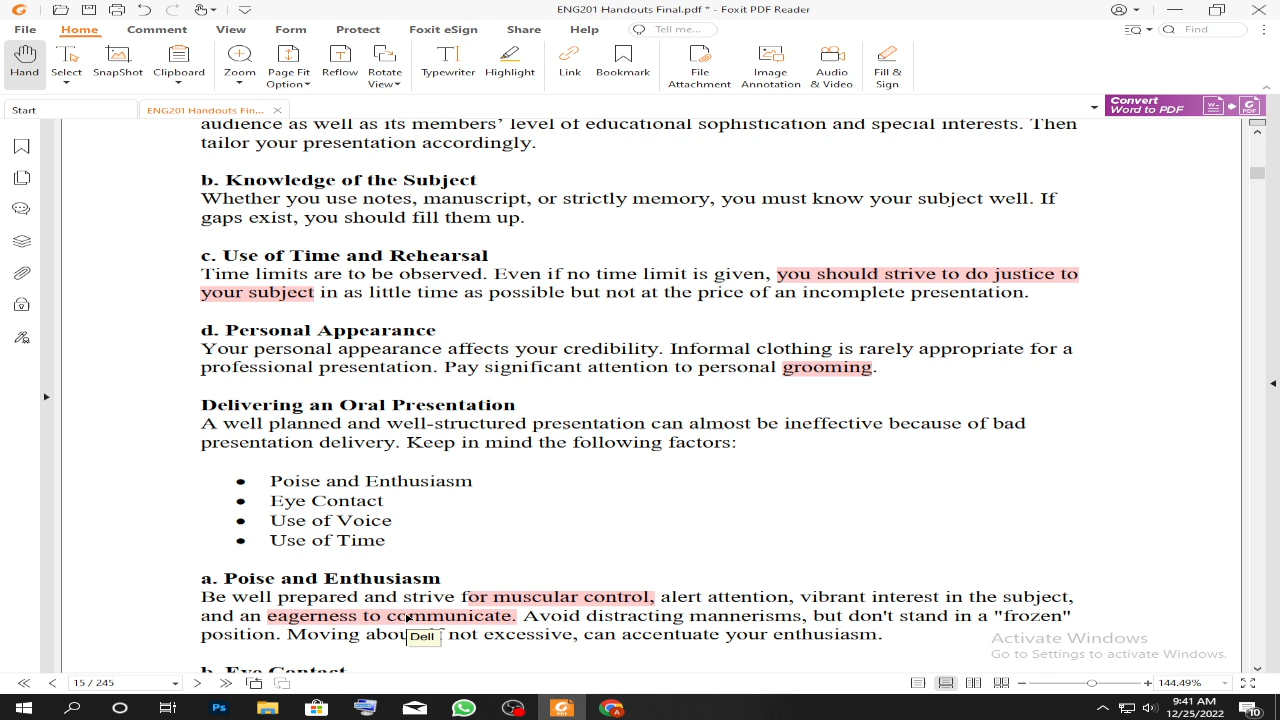 ENG201 Handouts Final.pdf * - Foxit PDF Reader
File Home Comment View Form Protect Foxit eSign Share Help Tell me... Find
Hand Select SnapShot Clipboard Zoom Page Fit Option Reflow Rotate View Typewriter Highlight Link Bookmark File Attachment Image Annotation Audio & Video Fill & Sign
Start ENG201 Handouts Fin... Convert Word to PDF
audience as well as its members' level of educational sophistication and special interests. Then
tailor your presentation accordingly.
b. Knowledge of the Subject
Whether you use notes, manuscript, or strictly memory, you must know your subject well. If
gaps exist, you should fill them up.
c. Use of Time and Rehearsal
Time limits are to be observed. Even if no time limit is given, you should strive to do justice to
your subject in as little time as possible but not at the price of an incomplete presentation.
d. Personal Appearance
Your personal appearance affects your credibility. Informal clothing is rarely appropriate for a
professional presentation. Pay significant attention to personal grooming.
Delivering an Oral Presentation
A well planned and well-structured presentation can almost be ineffective because of bad
presentation delivery. Keep in mind the following factors:
• Poise and Enthusiasm
• Eye Contact
• Use of Voice
• Use of Time
a. Poise and Enthusiasm
Be well prepared and strive for muscular control, alert attention, vibrant interest in the subject,
and an eagerness to communicate. Avoid distracting mannerisms, but don't stand in a "frozen"
position. Moving about, if not excessive, can accentuate your enthusiasm.
Dell
b. Eye Contact
Activate Windows
Go to Settings to activate Windows.
15 / 245 144.49%
Ps 9:41 AM
12/25/2022 10